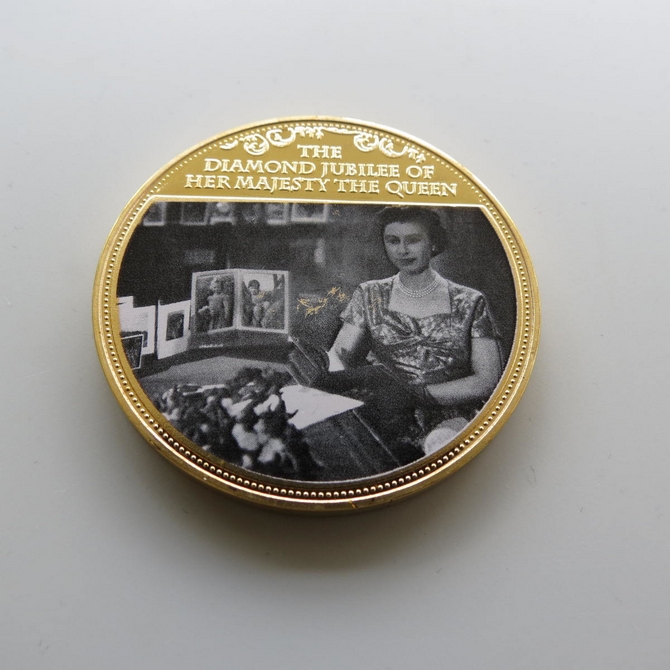 THE
DIAMOND JUBILEE OF
HER MAJESTY THE QUEEN